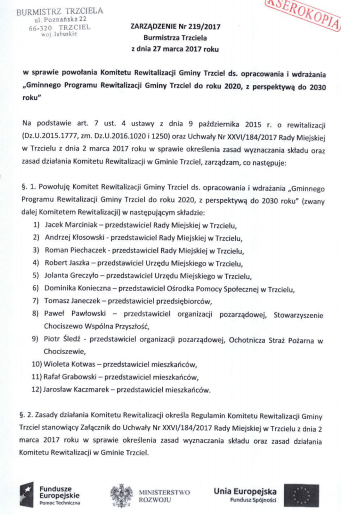 BURMISTRZ TRZCIELA
ul. Poznańska 22
66-320 TRZCIEL
woj. lubuskie
KSEROKOPIA
ZARZĄDZENIE Nr 219/2017
Burmistrza Trzciela
z dnia 27 marca 2017 roku
w sprawie powołania Komitetu Rewitalizacji Gminy Trzciel ds. opracowania i wdrażania
„Gminnego Programu Rewitalizacji Gminy Trzciel do roku 2020, z perspektywą do 2030
roku"
Na podstawie art. 7 ust. 4 ustawy z dnia 9 października 2015 r. o rewitalizacji
(Dz.U.2015.1777, zm. Dz.U.2016.1020 i 1250) oraz Uchwały Nr XXVI/184/2017 Rady Miejskiej
w Trzcielu z dnia 2 marca 2017 roku w sprawie określenia zasad wyznaczania składu oraz
zasad działania Komitetu Rewitalizacji w Gminie Trzciel, zarządzam, co następuje:
§. 1. Powołuję Komitet Rewitalizacji Gminy Trzciel ds. opracowania i wdrażania „Gminnego
Programu Rewitalizacji Gminy Trzciel do roku 2020, z perspektywą do 2030 roku" (zwany
dalej Komitetem Rewitalizacji) w następującym składzie:
1) Jacek Marciniak – przedstawiciel Rady Miejskiej w Trzcielu,
2) Andrzej Kłosowski - przedstawiciel Rady Miejskiej w Trzcielu,
3) Roman Piechaczek - przedstawiciel Rady Miejskiej w Trzcielu,
4) Robert Jaszka – przedstawiciel Urzędu Miejskiego w Trzcielu,
5) Jolanta Greczyło – przedstawiciel Urzędu Miejskiego w Trzcielu,
6) Dominika Konieczna – przedstawiciel Ośrodka Pomocy Społecznej w Trzcielu,
7) Tomasz Janeczek – przedstawiciel przedsiębiorców,
8) Paweł Pawłowski – przedstawiciel organizacji pozarządowej, Stowarzyszenie
Chociszewo Wspólna Przyszłość,
9) Piotr Śledź - przedstawiciel organizacji pozarządowej, Ochotnicza Straż Pożarna w
Chociszewie,
10) Wioleta Kotwas – przedstawiciel mieszkańców,
11) Rafał Grabowski – przedstawiciel mieszkańców,
12) Jarosław Kaczmarek – przedstawiciel mieszkańców.
§. 2. Zasady działania Komitetu Rewitalizacji określa Regulamin Komitetu Rewitalizacji Gminy
Trzciel stanowiący Załącznik do Uchwały Nr XXVI/184/2017 Rady Miejskiej w Trzcielu z dnia 2
marca 2017 roku w sprawie określenia zasad wyznaczania składu oraz zasad działania
Komitetu Rewitalizacji w Gminie Trzciel.
Fundusze
Europejskie
Pomoc Techniczna
MINISTERSTWO
ROZWOJU
Unia Europejska
Fundusz Spójności